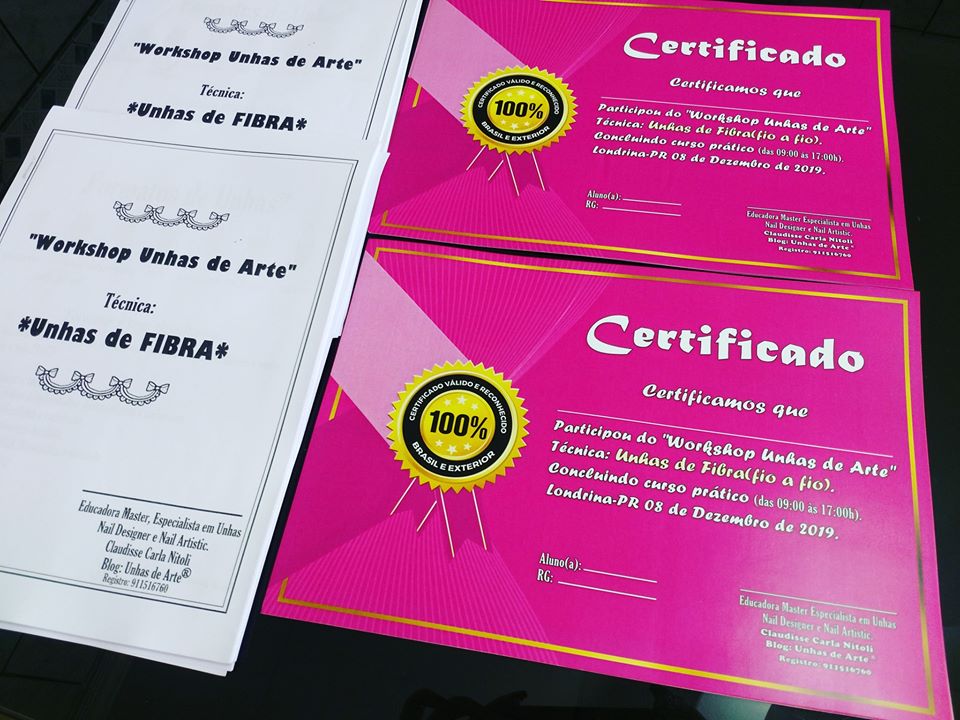 "Workshop Unhas de Arte"
Técnica:
*Unhas de FIBRA*
"Workshop Unhas de Arte"
Técnica:
*Unhas de FIBRA*
Educadora Master, Especialista em Unhas
Nail Designer e Nail Artistic.
Claudisse Carla Nitoli
Blog: Unhas de Arte®
Registro: 911516760
Certificado
Certificamos que
CERTIFICADO VÁLIDO E RECONHECIDO
100%
BRASIL E EXTERIOR
Participou do "Workshop Unhas de Arte"
Técnica: Unhas de Fibra(fio a fio).
Concluindo curso prático (das 09:00 às 17:00h).
Londrina-PR 08 de Dezembro de 2019.
Aluno(a):
RG:
Educadora Master Especialista em Unhas
Nail Designer e Nail Artistic.
Claudisse Carla Nitoli
Blog: Unhas de Arte®
Registro: 911516760
Certificado
Certificamos que
CERTIFICADO VÁLIDO E RECONHECIDO
100%
BRASIL E EXTERIOR
Participou do "Workshop Unhas de Arte"
Técnica: Unhas de Fibra(fio a fio).
Concluindo curso prático (das 09:00 às 17:00h).
Londrina-PR 08 de Dezembro de 2019.
Aluno(a):
RG:
Educadora Master Especialista em Unhas
Nail Designer e Nail Artistic.
Claudisse Carla Nitoli
Blog: Unhas de Arte®
Registro: 911516760